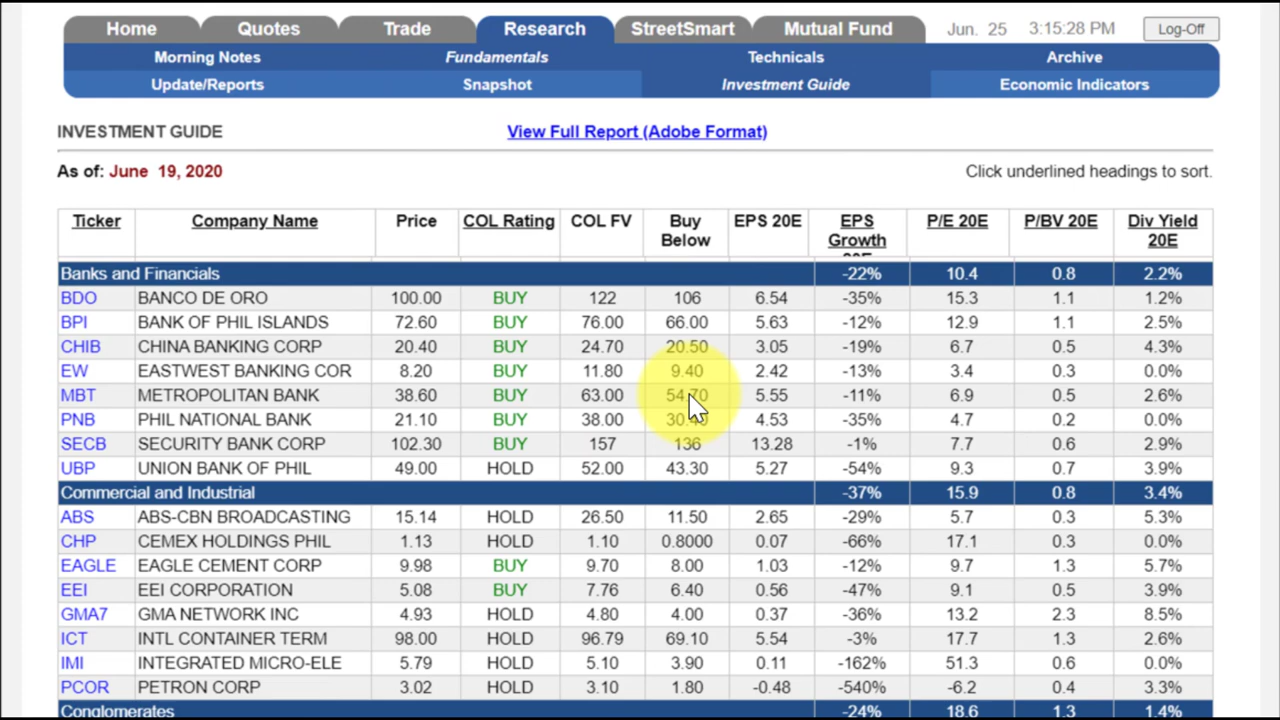 Home Quotes Trade Research StreetSmart Mutual Fund Jun. 25 3:15:28 PM Log-Off
Morning Notes Fundamentals Technicals Archive
Update/Reports Snapshot Investment Guide Economic Indicators
INVESTMENT GUIDE View Full Report (Adobe Format)
As of: June 19, 2020 Click underlined headings to sort.
Ticker Company Name Price COL Rating COL FV Buy Below EPS 20E EPS Growth 20E P/E 20E P/BV 20E Div Yield 20E
Banks and Financials -22% 10.4 0.8 2.2%
BDO BANCO DE ORO 100.00 BUY 122 106 6.54 -35% 15.3 1.1 1.2%
BPI BANK OF PHIL ISLANDS 72.60 BUY 76.00 66.00 5.63 -12% 12.9 1.1 2.5%
CHIB CHINA BANKING CORP 20.40 BUY 24.70 20.50 3.05 -19% 6.7 0.5 4.3%
EW EASTWEST BANKING COR 8.20 BUY 11.80 9.40 2.42 -13% 3.4 0.3 0.0%
MBT METROPOLITAN BANK 38.60 BUY 63.00 54.70 5.55 -11% 6.9 0.5 2.6%
PNB PHIL NATIONAL BANK 21.10 BUY 38.00 4.53 -35% 4.7 0.2 0.0%
SECB SECURITY BANK CORP 102.30 BUY 157 136 13.28 -1% 7.7 0.6 2.9%
UBP UNION BANK OF PHIL 49.00 HOLD 52.00 43.30 5.27 -54% 9.3 0.7 3.9%
Commercial and Industrial -37% 15.9 0.8 3.4%
ABS ABS-CBN BROADCASTING 15.14 HOLD 26.50 11.50 2.65 -29% 5.7 0.3 5.3%
CHP CEMEX HOLDINGS PHIL 1.13 HOLD 1.10 0.8000 0.07 -66% 17.1 0.3 0.0%
EAGLE EAGLE CEMENT CORP 9.98 BUY 9.70 8.00 1.03 -12% 9.7 1.3 5.7%
EEI EEI CORPORATION 5.08 BUY 7.76 6.40 0.56 -47% 9.1 0.5 3.9%
GMA7 GMA NETWORK INC 4.93 HOLD 4.80 4.00 0.37 -36% 13.2 2.3 8.5%
ICT INTL CONTAINER TERM 98.00 HOLD 96.79 69.10 5.54 -3% 17.7 1.3 2.6%
IMI INTEGRATED MICRO-ELE 5.79 HOLD 5.10 3.90 0.11 -162% 51.3 0.6 0.0%
PCOR PETRON CORP 3.02 HOLD 3.10 1.80 -0.48 -540% -6.2 0.4 3.3%
Conglomerates -24% 18.6 1.3 1.4%